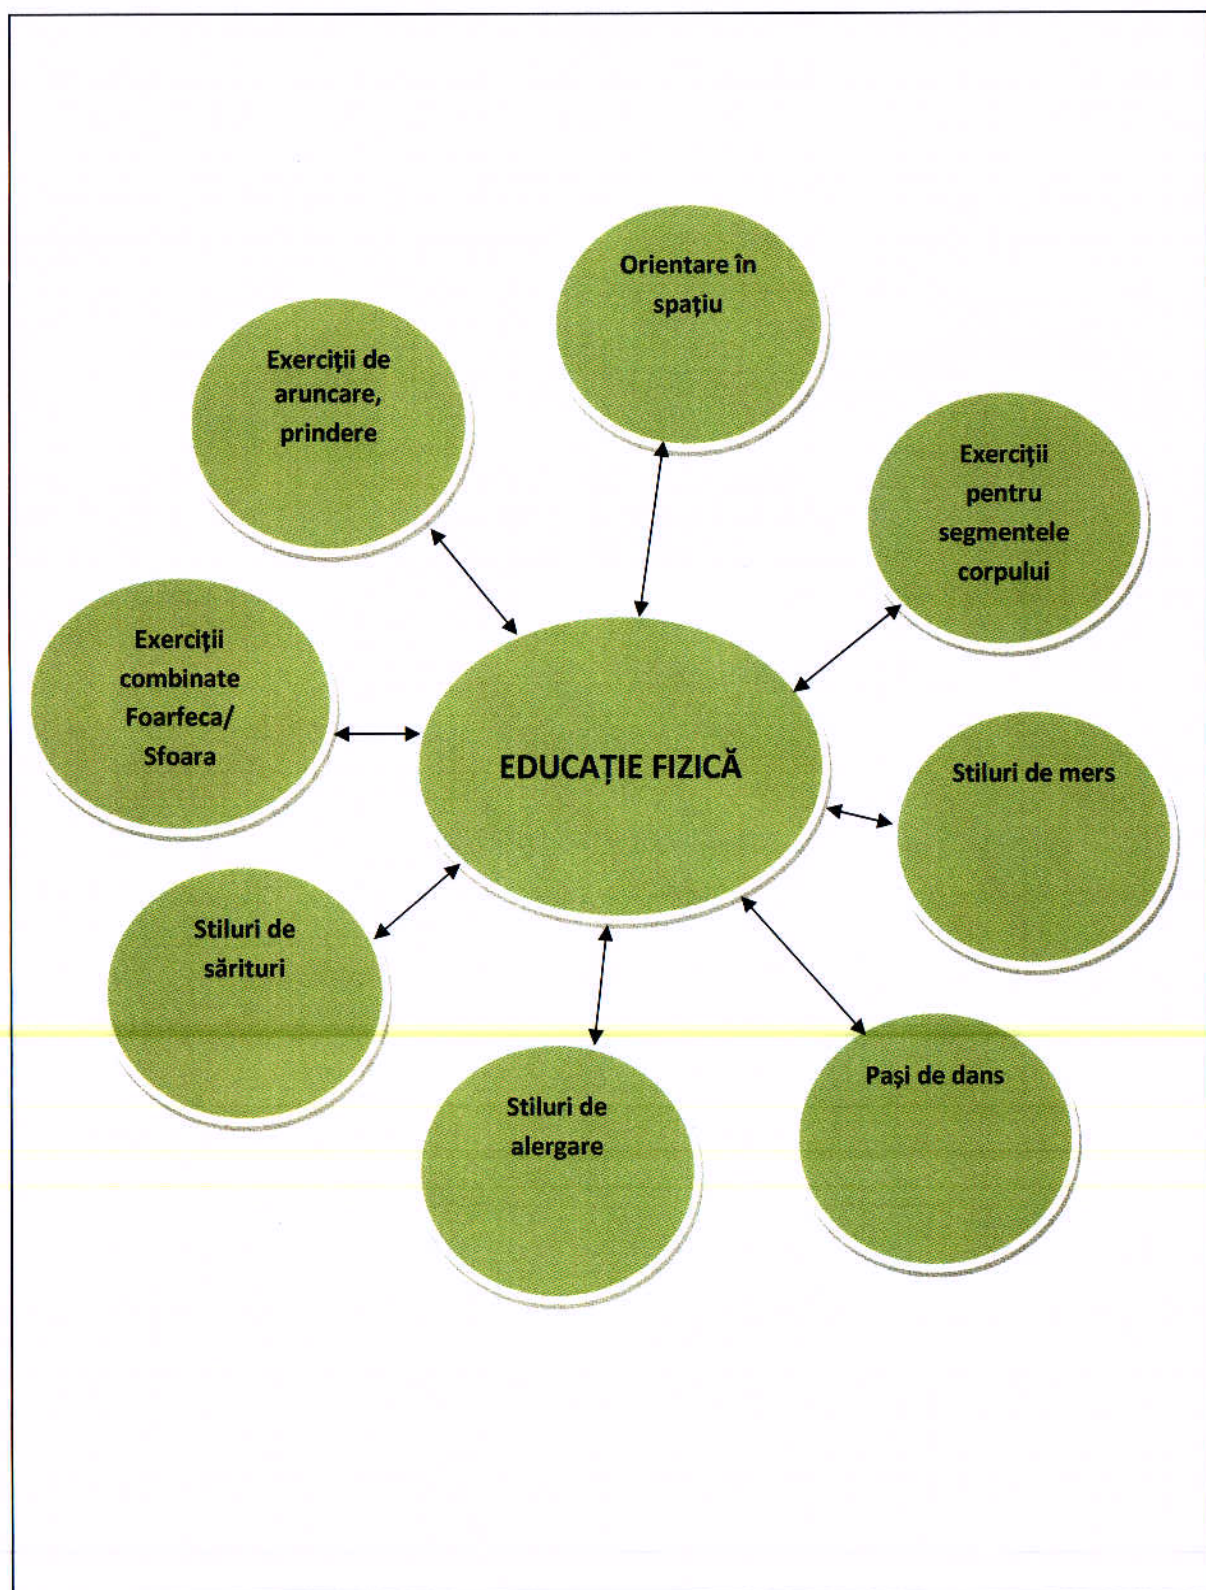 Orientare în
spațiu
Exerciții de
aruncare,
prindere
Exerciții
pentru
segmentele
corpului
Exerciții
combinate
Foarfeca/
Sfoara
EDUCAȚIE FIZICĂ
Stiluri de mers
Stiluri de
sărituri
Pași de dans
Stiluri de
alergare